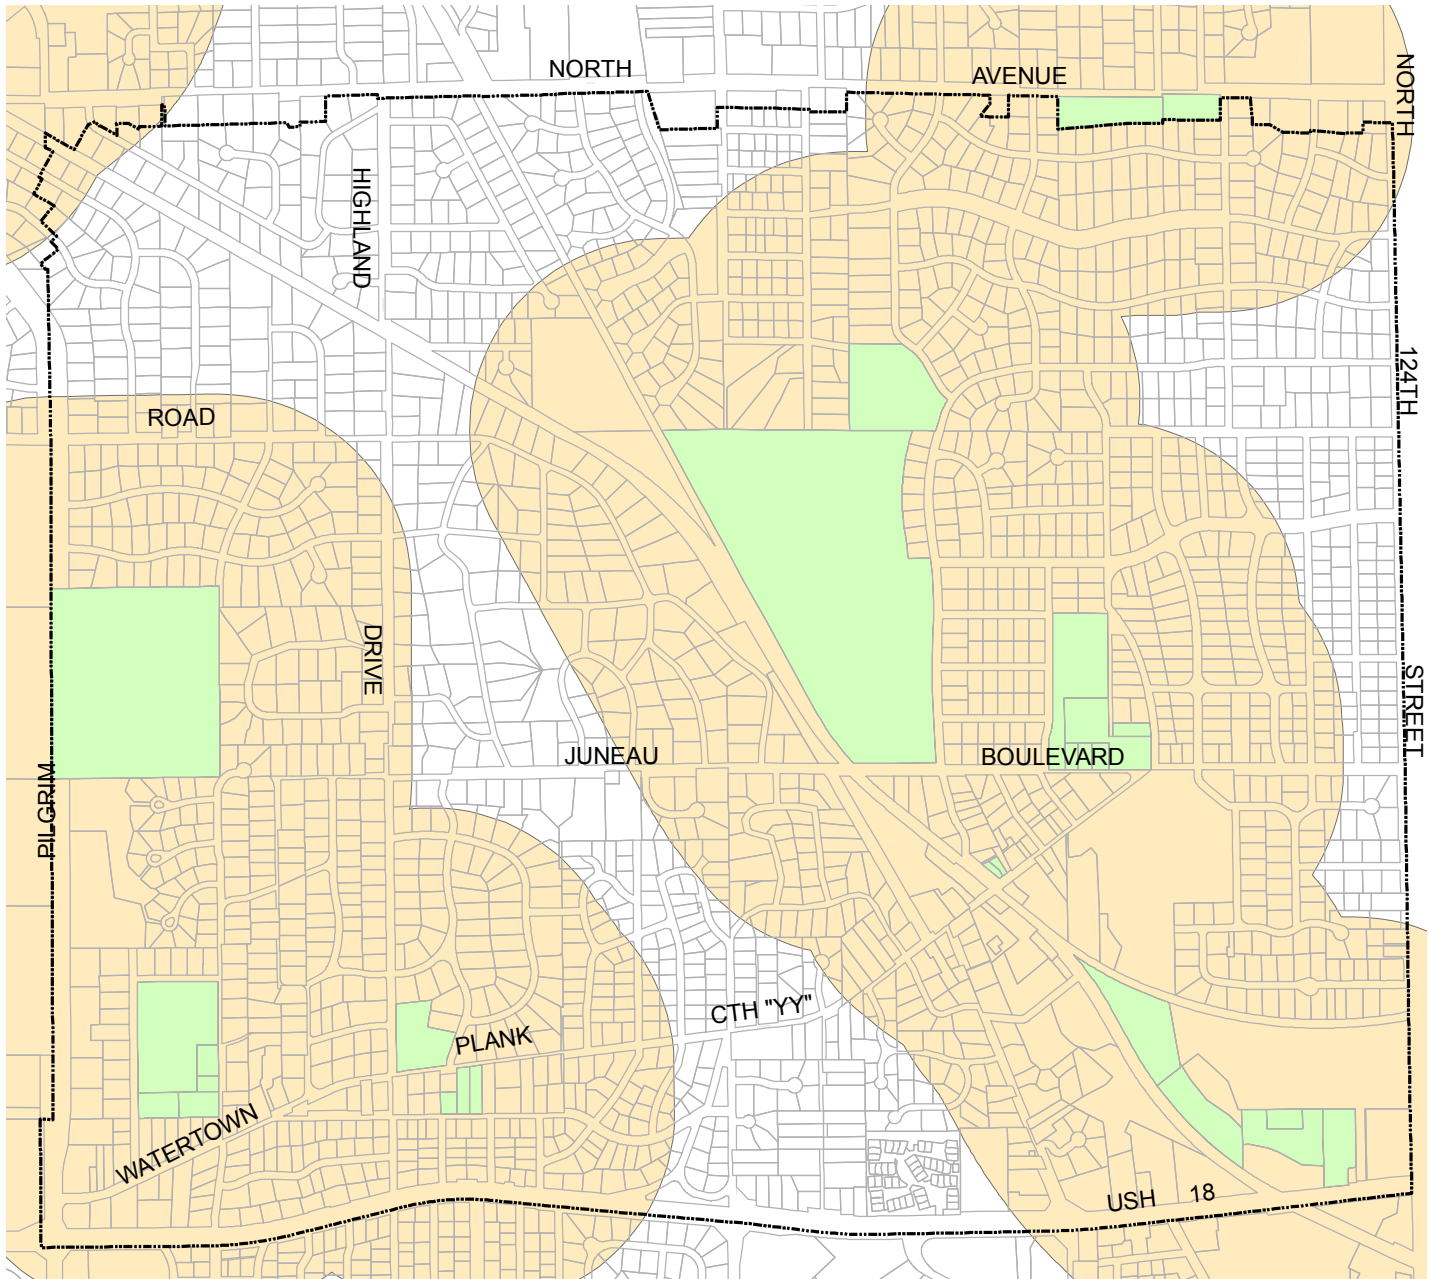 NORTH
AVENUE
NORTH
HIGHLAND
124TH
ROAD
DRIVE
STREET
JUNEAU
BOULEVARD
PILGRIM
CTH "YY"
PLANK
WATERTOWN
USH 18